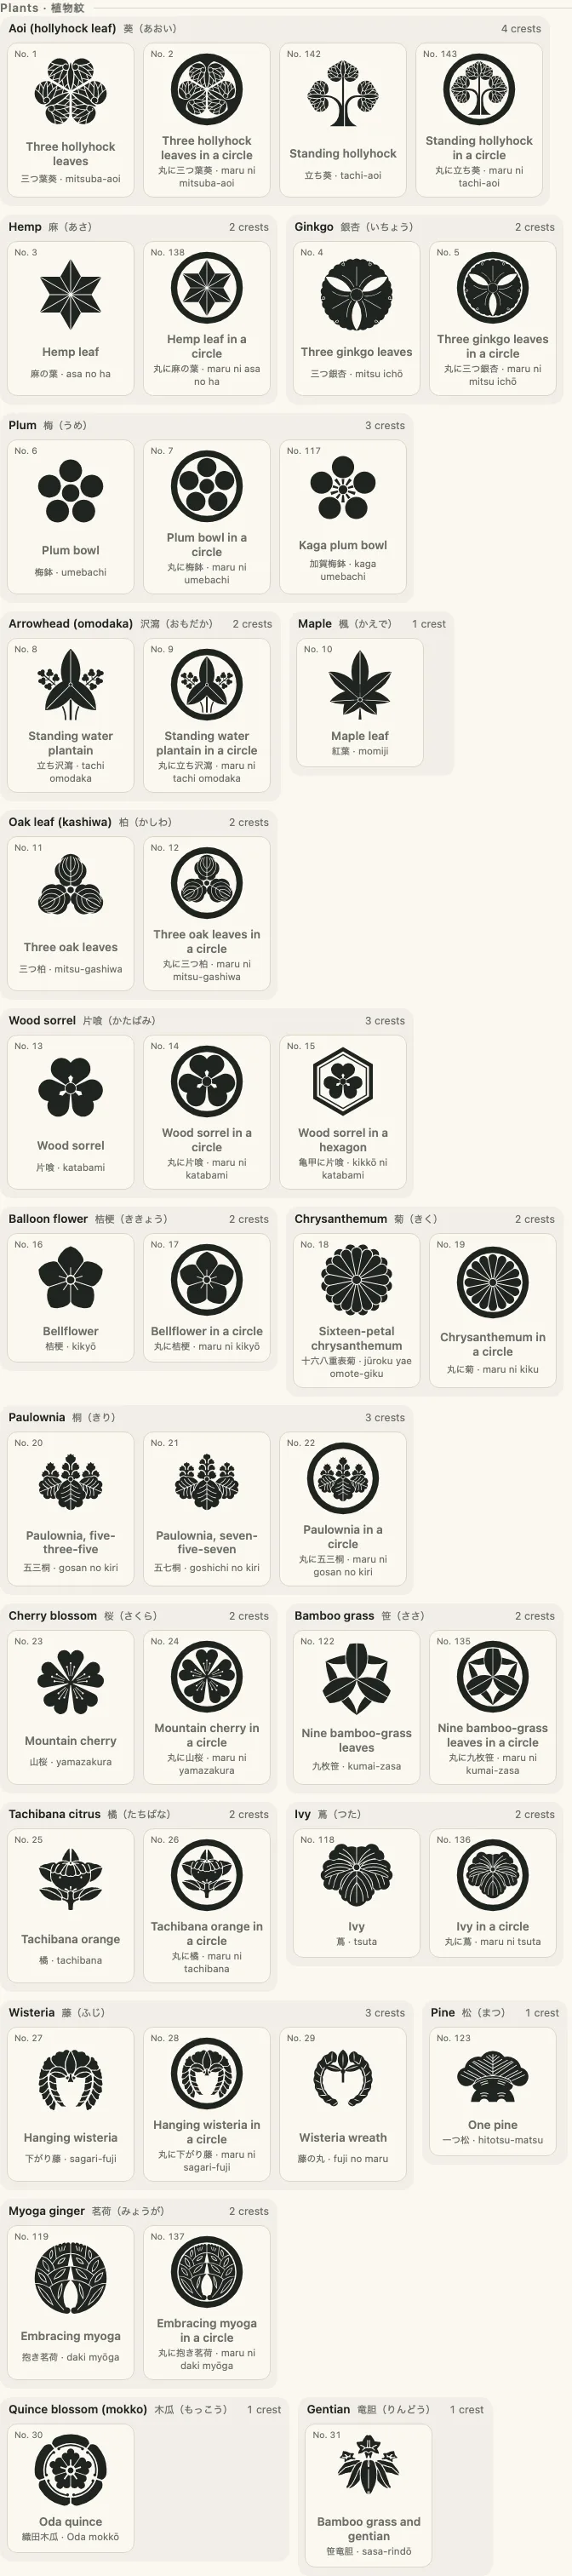 Plants · 植物紋
Aoi (hollyhock leaf) 葵（あおい） 4 crests
No. 1
Three hollyhock
leaves
三つ葉葵 · mitsuba-aoi
No. 2
Three hollyhock
leaves in a circle
丸に三つ葉葵 · maru ni
mitsuba-aoi
No. 142
Standing hollyhock
立ち葵 · tachi-aoi
No. 143
Standing hollyhock
in a circle
丸に立ち葵 · maru ni
tachi-aoi
Hemp 麻（あさ） 2 crests
No. 3
Hemp leaf
麻の葉 · asa no ha
No. 138
Hemp leaf in a
circle
丸に麻の葉 · maru ni asa
no ha
Ginkgo 銀杏（いちょう） 2 crests
No. 4
Three ginkgo leaves
三つ銀杏 · mitsu ichō
No. 5
Three ginkgo leaves
in a circle
丸に三つ銀杏 · maru ni
mitsu ichō
Plum 梅（うめ） 3 crests
No. 6
Plum bowl
梅鉢 · umebachi
No. 7
Plum bowl in a
circle
丸に梅鉢 · maru ni
umebachi
No. 117
Kaga plum bowl
加賀梅鉢 · kaga
umebachi
Arrowhead (omodaka) 沢瀉（おもだか） 2 crests
No. 8
Standing water
plantain
立ち沢瀉 · tachi
omodaka
No. 9
Standing water
plantain in a circle
丸に立ち沢瀉 · maru ni
tachi omodaka
Maple 楓（かえで） 1 crest
No. 10
Maple leaf
紅葉 · momiji
Oak leaf (kashiwa) 柏（かしわ） 2 crests
No. 11
Three oak leaves
三つ柏 · mitsu-gashiwa
No. 12
Three oak leaves in
a circle
丸に三つ柏 · maru ni
mitsu-gashiwa
Wood sorrel 片喰（かたばみ） 3 crests
No. 13
Wood sorrel
片喰 · katabami
No. 14
Wood sorrel in a
circle
丸に片喰 · maru ni
katabami
No. 15
Wood sorrel in a
hexagon
亀甲に片喰 · kikkō ni
katabami
Balloon flower 桔梗（ききょう） 2 crests
No. 16
Bellflower
桔梗 · kikyō
No. 17
Bellflower in a circle
丸に桔梗 · maru ni kikyō
Chrysanthemum 菊（きく） 2 crests
No. 18
Sixteen-petal
chrysanthemum
十六八重表菊 · jūroku yae
omote-giku
No. 19
Chrysanthemum in
a circle
丸に菊 · maru ni kiku
Paulownia 桐（きり） 3 crests
No. 20
Paulownia, five-
three-five
五三桐 · gosan no kiri
No. 21
Paulownia, seven-
five-seven
五七桐 · goshichi no kiri
No. 22
Paulownia in a
circle
丸に五三桐 · maru ni
gosan no kiri
Cherry blossom 桜（さくら） 2 crests
No. 23
Mountain cherry
山桜 · yamazakura
No. 24
Mountain cherry in
a circle
丸に山桜 · maru ni
yamazakura
Bamboo grass 笹（ささ） 2 crests
No. 122
Nine bamboo-grass
leaves
九枚笹 · kumai-zasa
No. 135
Nine bamboo-grass
leaves in a circle
丸に九枚笹 · maru ni
kumai-zasa
Tachibana citrus 橘（たちばな） 2 crests
No. 25
Tachibana orange
橘 · tachibana
No. 26
Tachibana orange in
a circle
丸に橘 · maru ni
tachibana
Ivy 蔦（つた） 2 crests
No. 118
Ivy
蔦 · tsuta
No. 136
Ivy in a circle
丸に蔦 · maru ni tsuta
Wisteria 藤（ふじ） 3 crests
No. 27
Hanging wisteria
下がり藤 · sagari-fuji
No. 28
Hanging wisteria in
a circle
丸に下がり藤 · maru ni
sagari-fuji
No. 29
Wisteria wreath
藤の丸 · fuji no maru
Pine 松（まつ） 1 crest
No. 123
One pine
一つ松 · hitotsu-matsu
Myoga ginger 茗荷（みょうが） 2 crests
No. 119
Embracing myoga
抱き茗荷 · daki myōga
No. 137
Embracing myoga
in a circle
丸に抱き茗荷 · maru ni
daki myōga
Quince blossom (mokko) 木瓜（もっこう） 1 crest
No. 30
Oda quince
織田木瓜 · Oda mokkō
Gentian 竜胆（りんどう） 1 crest
No. 31
Bamboo grass and
gentian
笹竜胆 · sasa-rindō